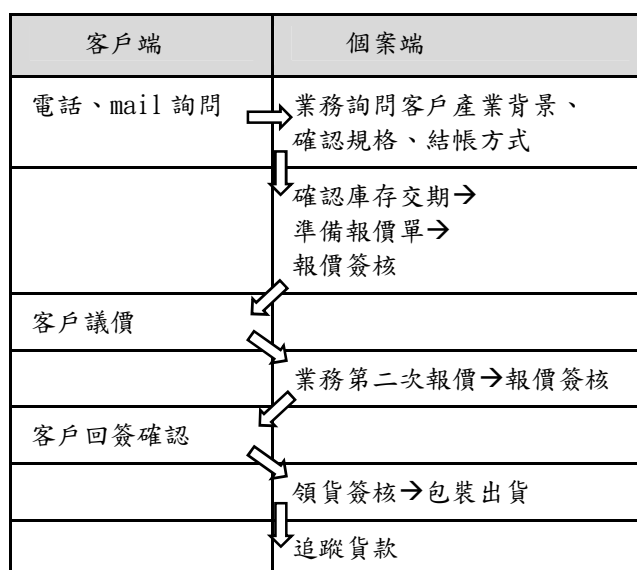 客戶端
個案端
電話、mail 詢問
業務詢問客戶產業背景、
確認規格、結帳方式
確認庫存交期→
準備報價單→
報價簽核
客戶議價
業務第二次報價→報價簽核
客戶回簽確認
領貨簽核→包裝出貨
追蹤貨款